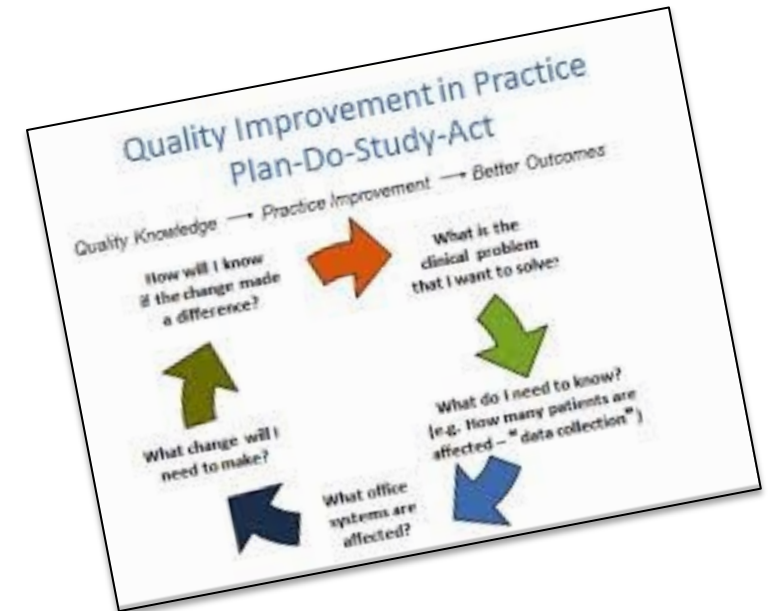 Quality Improvement in Practice
Plan-Do-Study-Act
Quality Knowledge → Practice Improvement → Better Outcomes
What is the
clinical problem
that I want to solve?
What do I need to know?
(e.g. How many patients are
affected – "data collection")
What office
systems are
affected?
What change will I
need to make?
How will I know
if the change made
a difference?